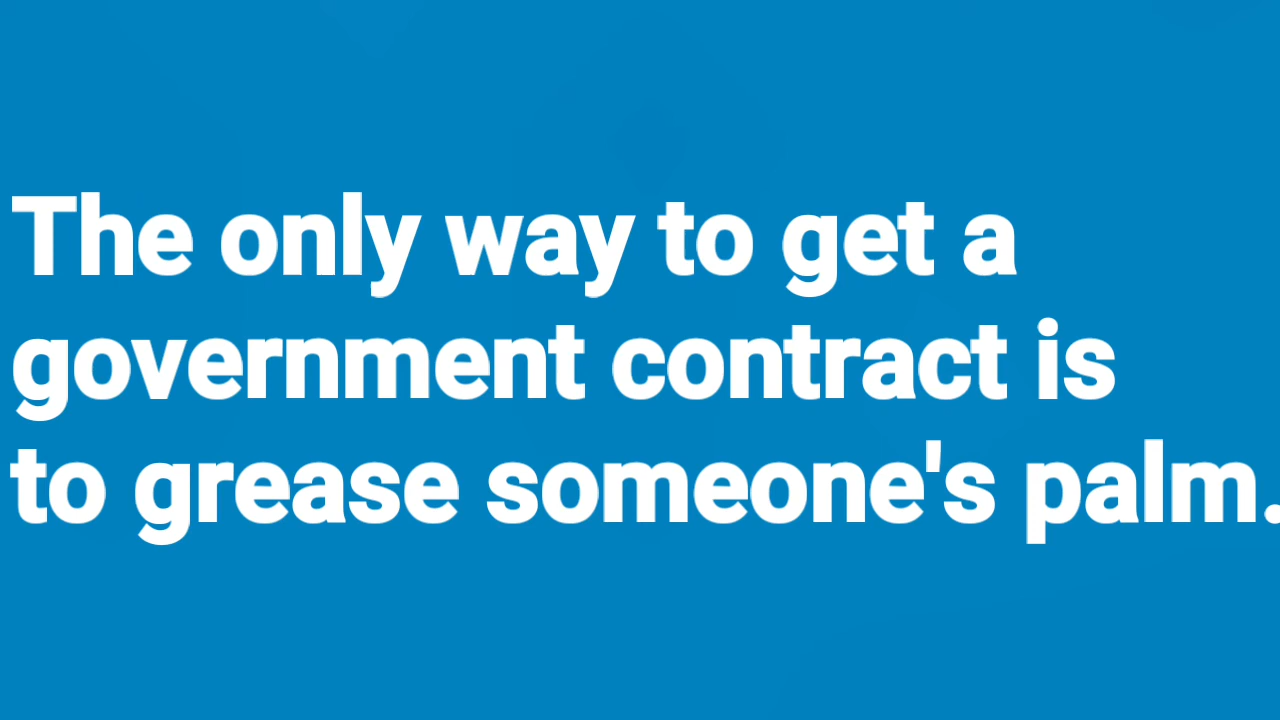 The only way to get a
government contract is
to grease someone's palm.